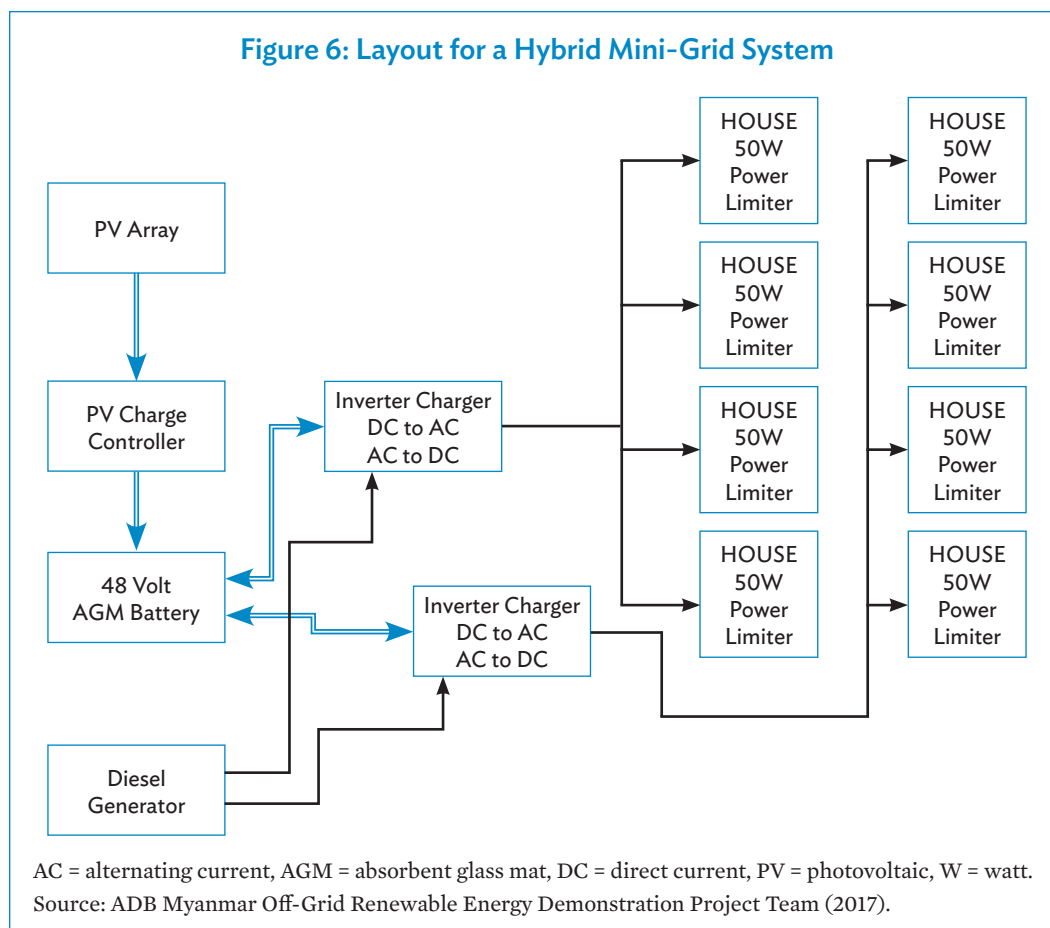 Figure 6: Layout for a Hybrid Mini-Grid System
PV Array
PV Charge
Controller
48 Volt
AGM Battery
Diesel
Generator
Inverter Charger
DC to AC
AC to DC
Inverter Charger
DC to AC
AC to DC
HOUSE
50W
Power
Limiter
HOUSE
50W
Power
Limiter
HOUSE
50W
Power
Limiter
HOUSE
50W
Power
Limiter
HOUSE
50W
Power
Limiter
HOUSE
50W
Power
Limiter
HOUSE
50W
Power
Limiter
HOUSE
50W
Power
Limiter
AC = alternating current, AGM = absorbent glass mat, DC = direct current, PV = photovoltaic, W = watt.
Source: ADB Myanmar Off-Grid Renewable Energy Demonstration Project Team (2017).